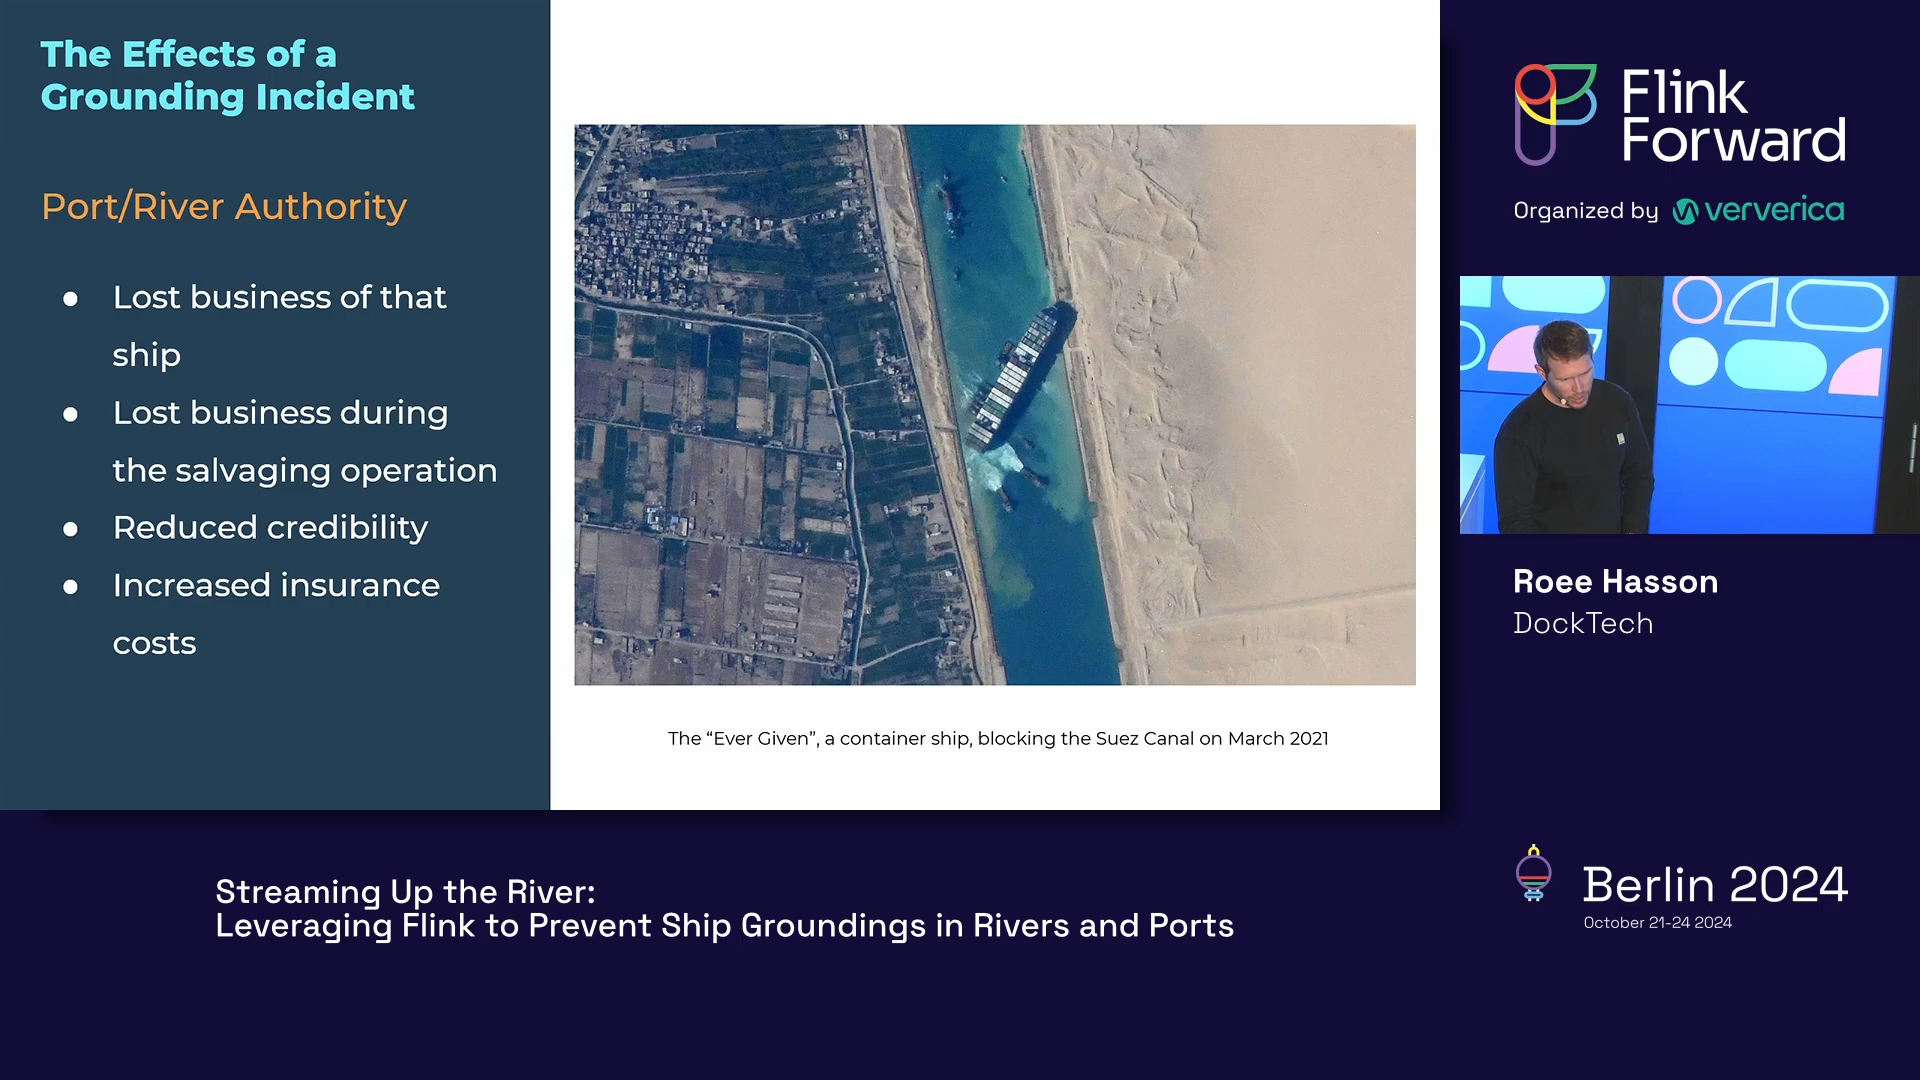 The Effects of a
Grounding Incident
Port/River Authority
● Lost business of that
ship
● Lost business during
the salvaging operation
● Reduced credibility
● Increased insurance
costs
The “Ever Given”, a container ship, blocking the Suez Canal on March 2021
Flink
Forward
Organized by ververica
Roee Hasson
DockTech
Streaming Up the River:
Leveraging Flink to Prevent Ship Groundings in Rivers and Ports
Berlin 2024
October 21-24 2024